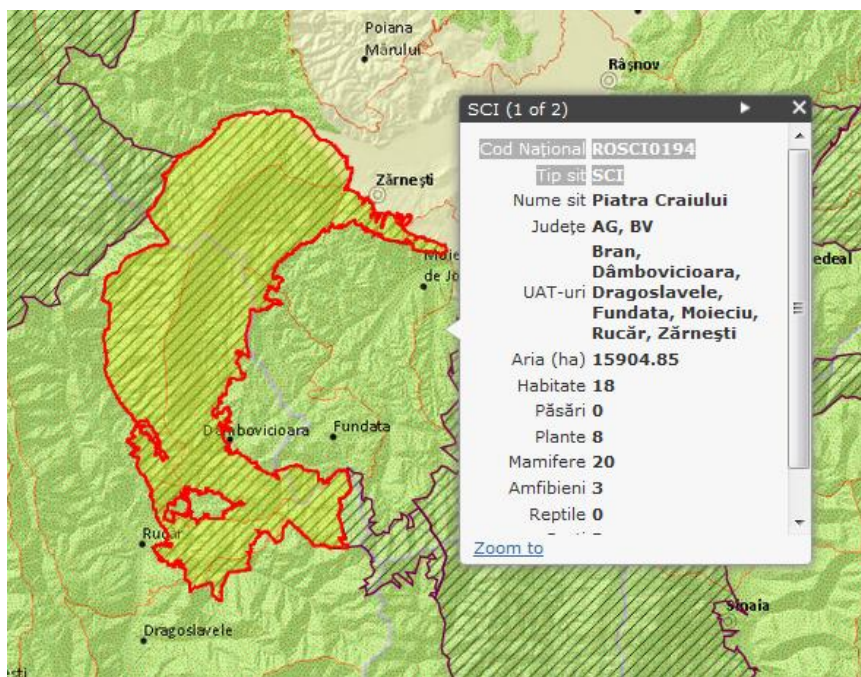 Poiana
Mărului
Râșnov
Zărnești
de Jo
edeal
Dâmbovicioara
Fundata
Rucăr
Dragoslavele
Sinaia
SCI (1 of 2)
Cod Național ROSCI0194
Tip sit SCI
Nume sit Piatra Craiului
Județe AG, BV
Bran,
Dâmbovicioara,
UAT-uri Dragoslavele,
Fundata, Moieciu,
Rucăr, Zărnești
Aria (ha) 15904.85
Habitate 18
Păsări 0
Plante 8
Mamifere 20
Amfibieni 3
Reptile 0
Zoom to